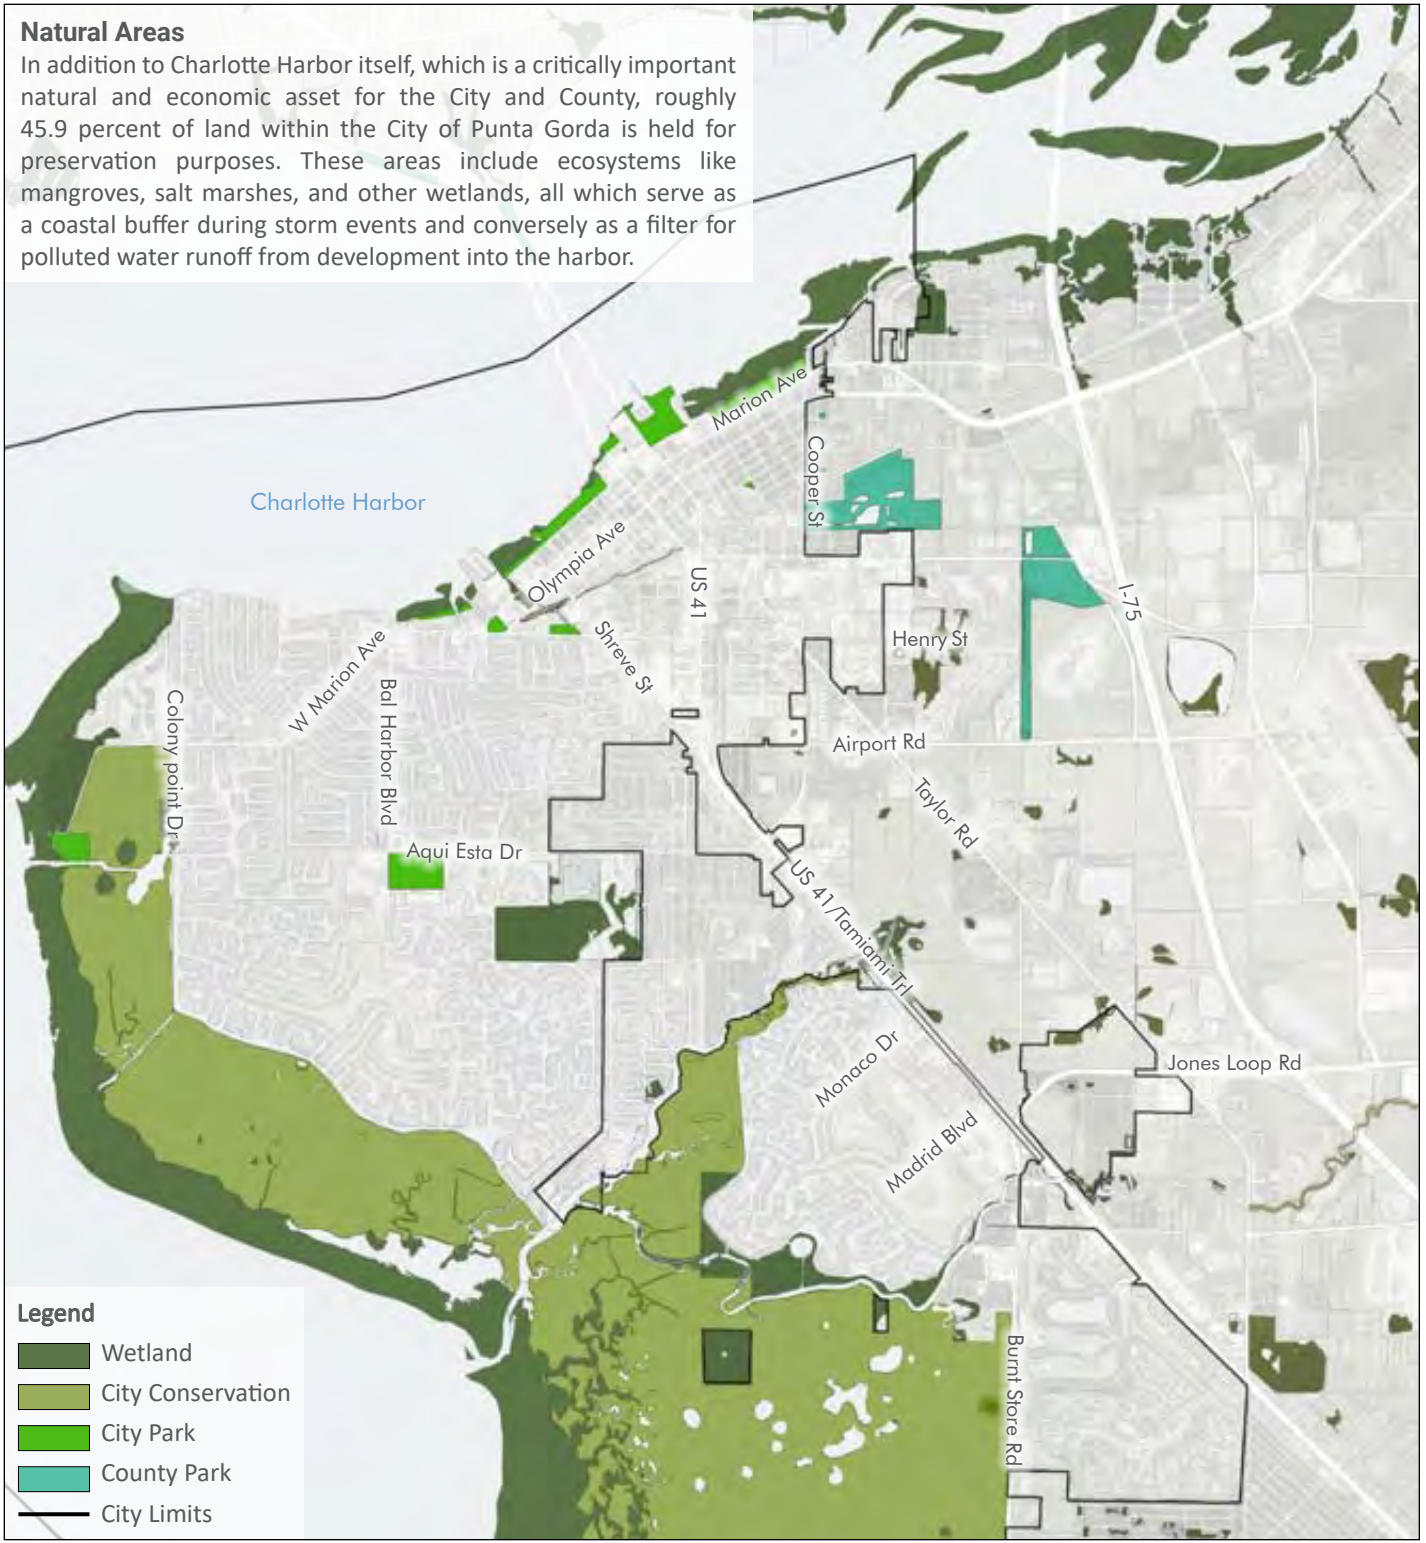 Natural Areas
In addition to Charlotte Harbor itself, which is a critically important
natural and economic asset for the City and County, roughly
45.9 percent of land within the City of Punta Gorda is held for
preservation purposes. These areas include ecosystems like
mangroves, salt marshes, and other wetlands, all which serve as
a coastal buffer during storm events and conversely as a filter for
polluted water runoff from development into the harbor.
Marion Ave
Cooper St
Charlotte Harbor
Olympia Ave
US 41
I-75
Shreve St
Henry St
W Marion Ave
Bal Harbor Blvd
Colony point Dr
Airport Rd
Taylor Rd
Aqui Esta Dr
US 41/Tamiami Trl
Monaco Dr
Jones Loop Rd
Madrid Blvd
Burnt Store Rd
Legend
Wetland
City Conservation
City Park
County Park
City Limits